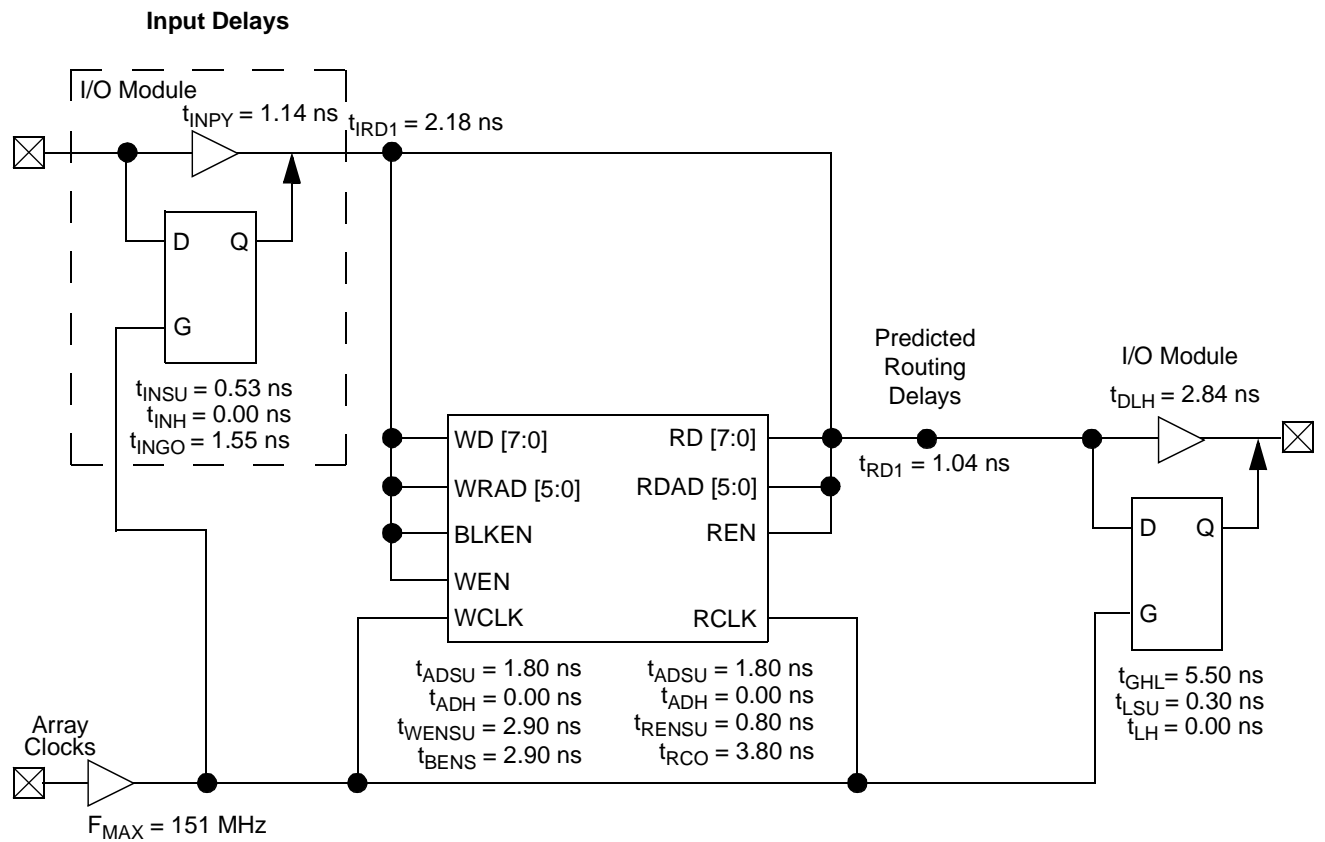 Input Delays
I/O Module
tINPY = 1.14 ns
tIRD1 = 2.18 ns
D Q
G
tINSU = 0.53 ns
tINH = 0.00 ns
tINGO = 1.55 ns
Predicted
Routing
Delays
I/O Module
tDLH = 2.84 ns
WD [7:0] RD [7:0]
tRD1 = 1.04 ns
WRAD [5:0] RDAD [5:0]
BLKEN REN
WEN
WCLK RCLK
D Q
G
tADSU = 1.80 ns
tADH = 0.00 ns
tWENSU = 2.90 ns
tBENS = 2.90 ns
tADSU = 1.80 ns
tADH = 0.00 ns
tRENSU = 0.80 ns
tRCO = 3.80 ns
tGHL= 5.50 ns
tLSU = 0.30 ns
tLH = 0.00 ns
Array
Clocks
FMAX = 151 MHz